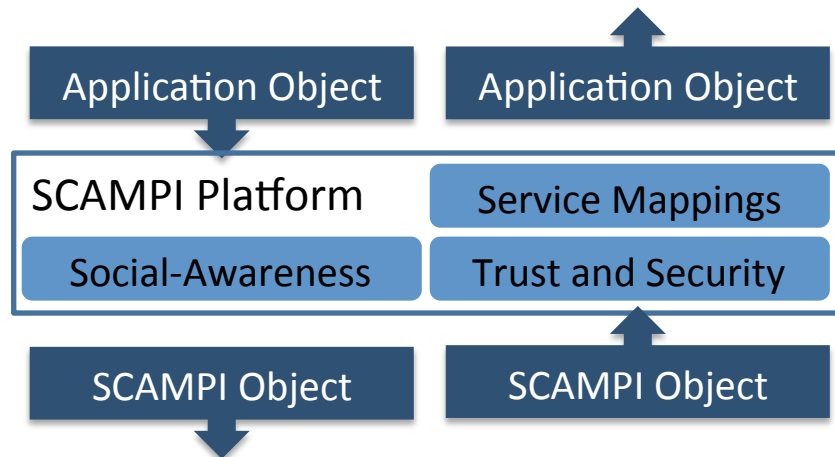 Application Object
Application Object
SCAMPI Platform
Service Mappings
Social-Awareness
Trust and Security
SCAMPI Object
SCAMPI Object